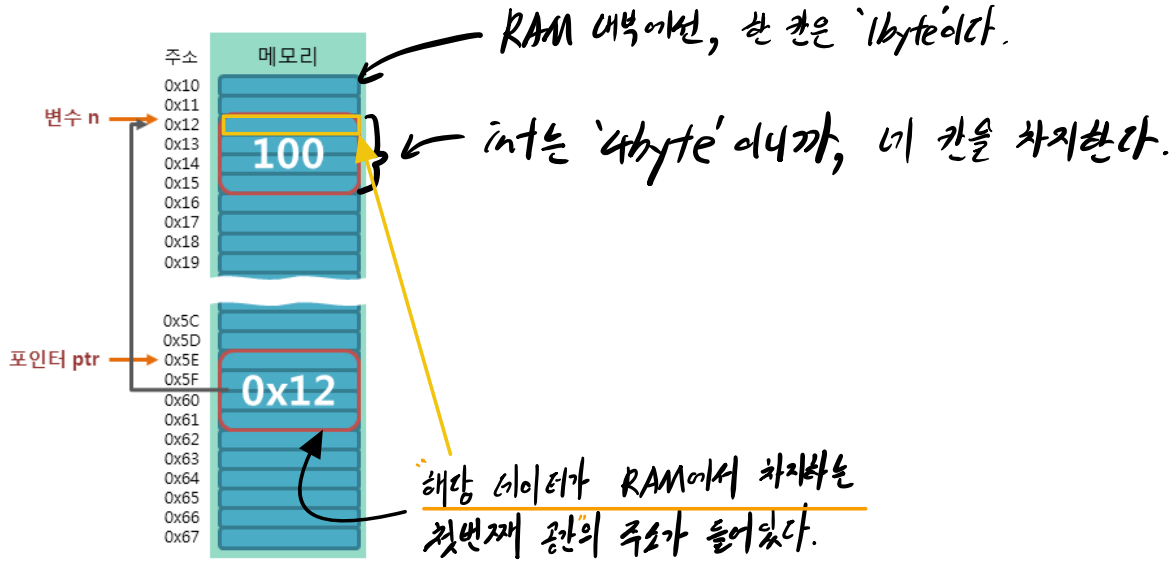 RAM 내부에선, 한 칸은 '1byte'이다.
주소
메모리
0x10
0x11
변수 n
0x12
0x13
100
0x14
0x15
0x16
0x17
0x18
0x19
int는 '4byte' 이니까, 네 칸을 차지한다.
0x5C
0x5D
포인터 ptr
0x5E
0x5F
0x12
0x60
0x61
0x62
0x63
0x64
0x65
0x66
0x67
"해당 데이터가 RAM에서 차지하는
첫번째 공간"의 주소가 들어있다.